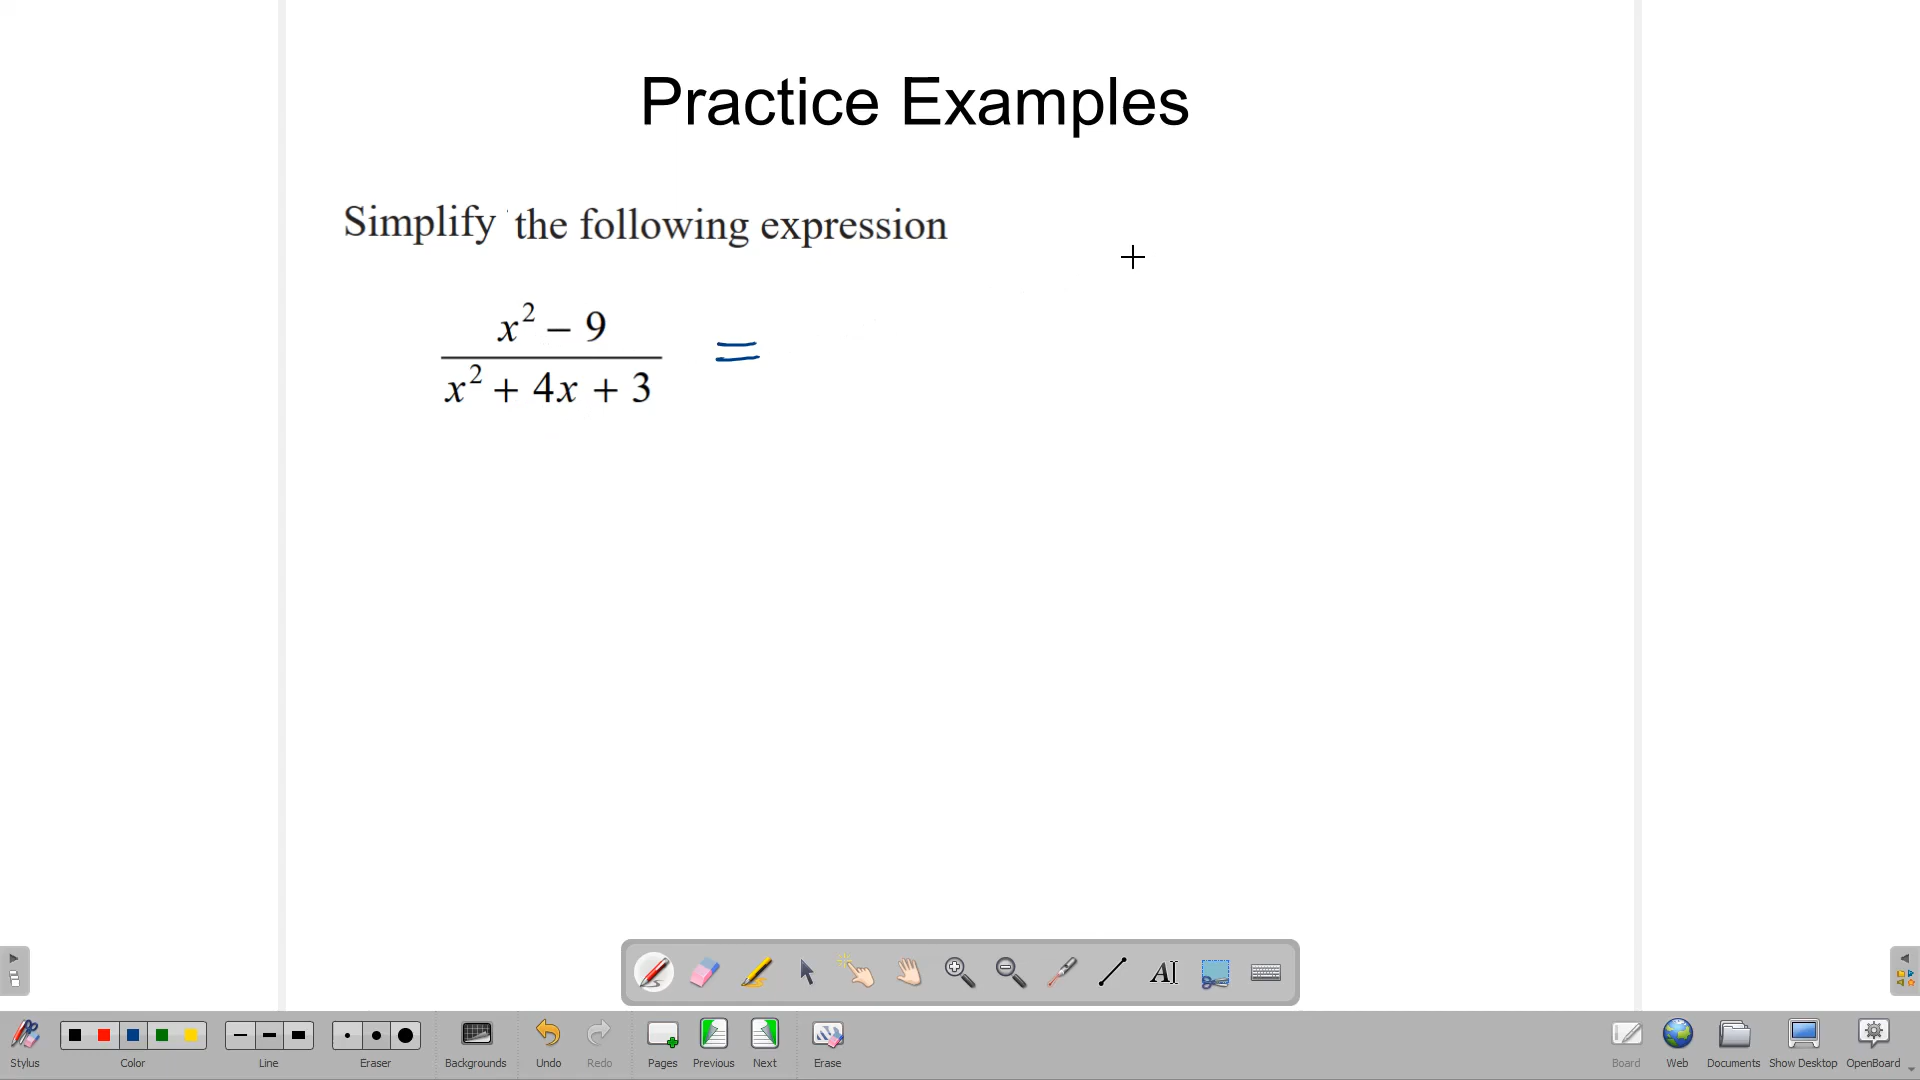 Practice Examples
Simplify the following expression
x² − 9
x² + 4x + 3
=
Stylus Color Line Eraser Backgrounds Undo Redo Pages Previous Next Erase Board Web Documents Show Desktop OpenBoard